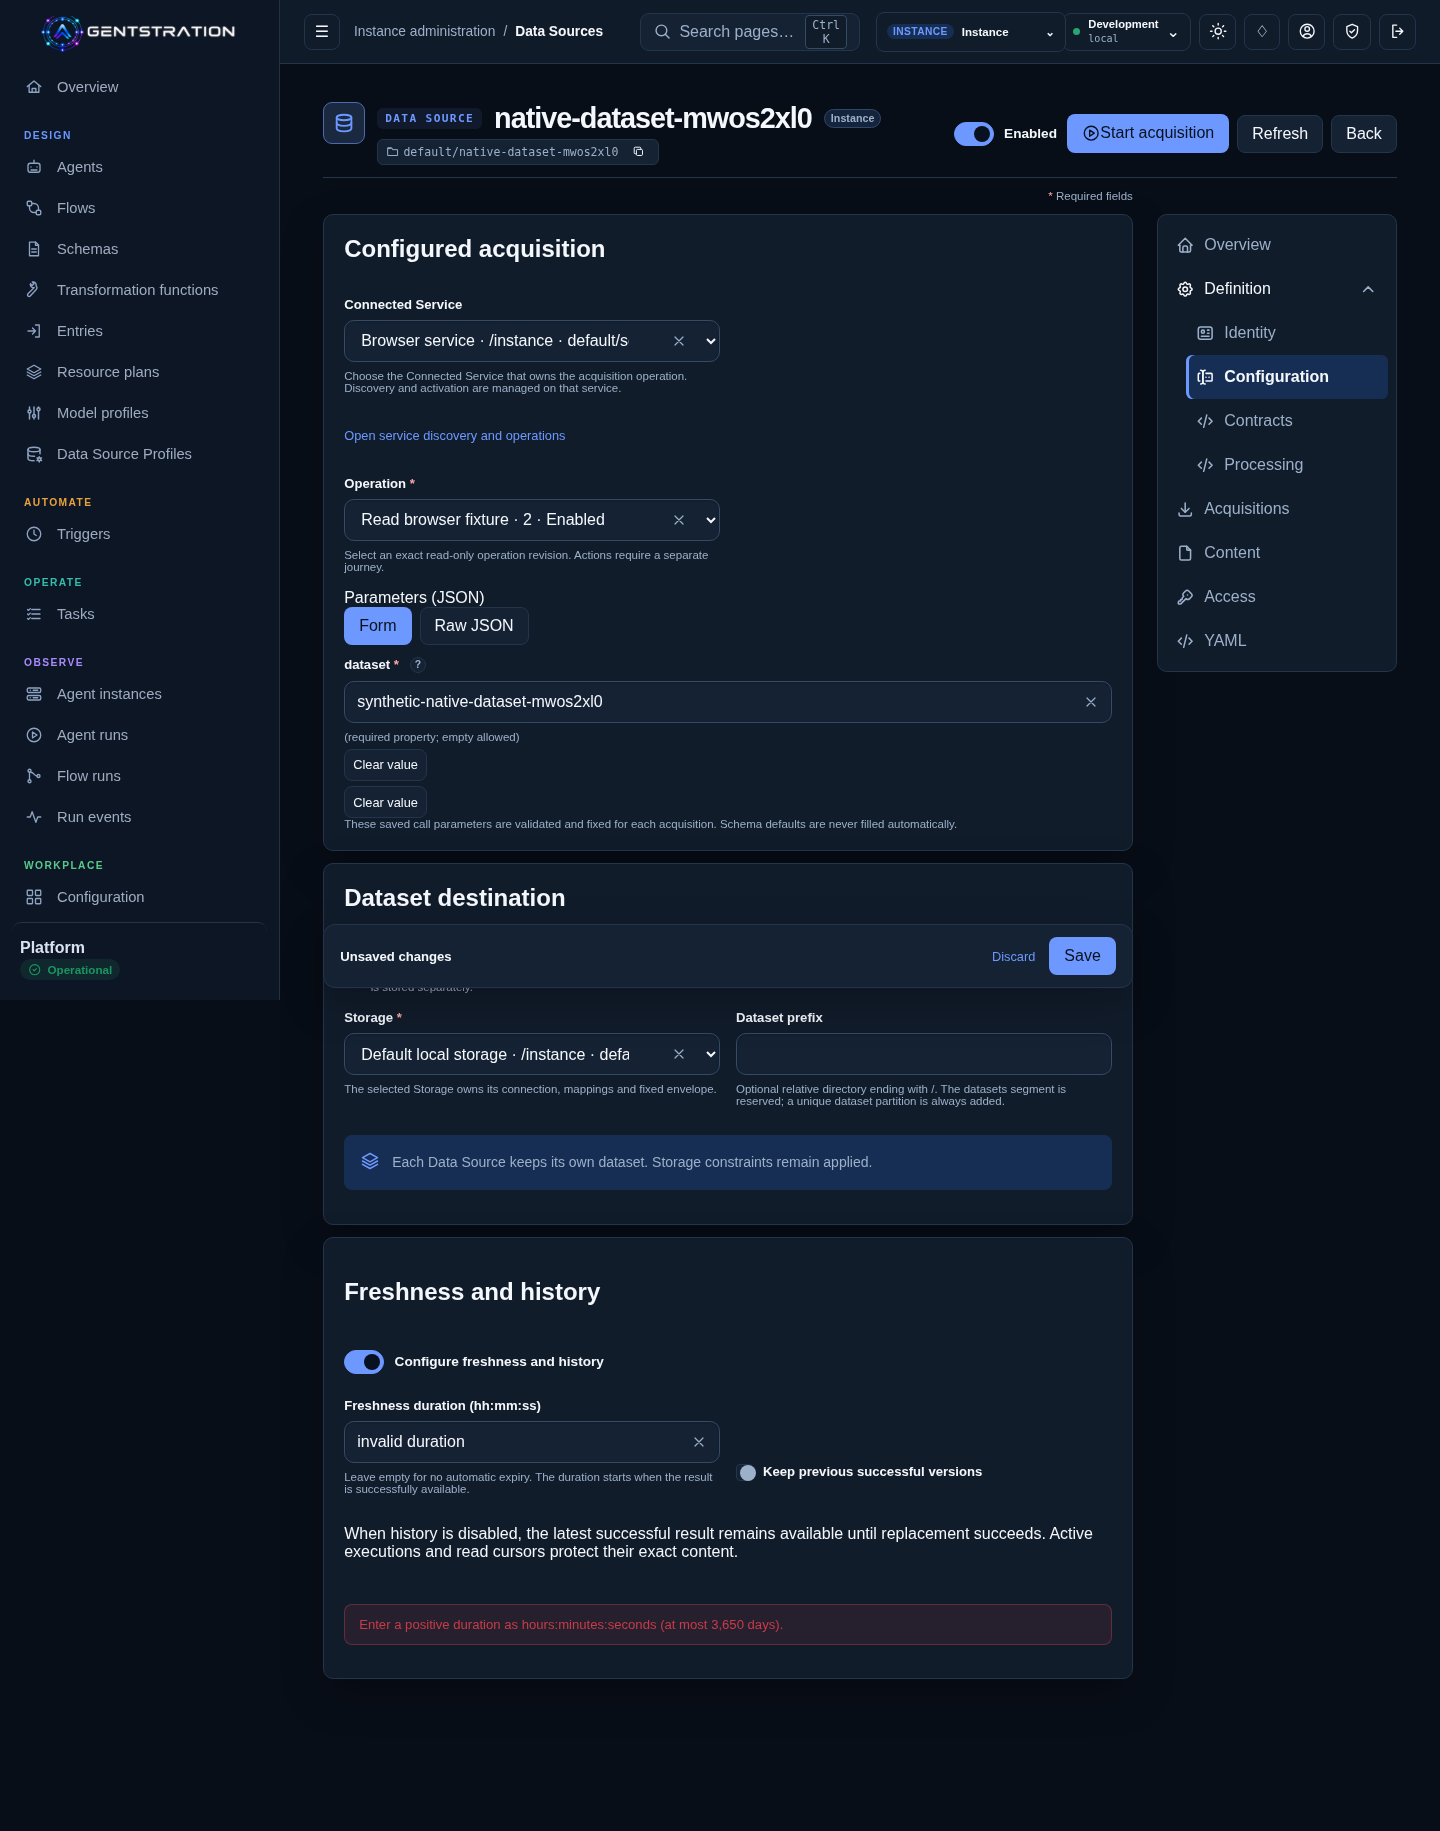 GENTSTRATION
Overview
DESIGN
Agents
Flows
Schemas
Transformation functions
Entries
Resource plans
Model profiles
Data Source Profiles
AUTOMATE
Triggers
OPERATE
Tasks
OBSERVE
Agent instances
Agent runs
Flow runs
Run events
WORKPLACE
Configuration
Platform
Operational
Instance administration / Data Sources
Search pages…
Ctrl
K
INSTANCE Instance
Development
local
DATA SOURCE native-dataset-mwos2xl0 Instance
default/native-dataset-mwos2xl0
Enabled
Start acquisition
Refresh
Back
* Required fields
Configured acquisition
Connected Service
Browser service · /instance · default/s
Choose the Connected Service that owns the acquisition operation.
Discovery and activation are managed on that service.
Open service discovery and operations
Operation *
Read browser fixture · 2 · Enabled
Select an exact read-only operation revision. Actions require a separate
journey.
Parameters (JSON)
Form
Raw JSON
dataset * ?
synthetic-native-dataset-mwos2xl0
(required property; empty allowed)
Clear value
Clear value
These saved call parameters are validated and fixed for each acquisition. Schema defaults are never filled automatically.
Dataset destination
Unsaved changes
Discard
Save
is stored separately.
Storage *
Default local storage · /instance · defa
The selected Storage owns its connection, mappings and fixed envelope.
Dataset prefix
Optional relative directory ending with /. The datasets segment is
reserved; a unique dataset partition is always added.
Each Data Source keeps its own dataset. Storage constraints remain applied.
Freshness and history
Configure freshness and history
Freshness duration (hh:mm:ss)
invalid duration
Leave empty for no automatic expiry. The duration starts when the result
is successfully available.
Keep previous successful versions
When history is disabled, the latest successful result remains available until replacement succeeds. Active
executions and read cursors protect their exact content.
Enter a positive duration as hours:minutes:seconds (at most 3,650 days).
Overview
Definition
Identity
Configuration
Contracts
Processing
Acquisitions
Content
Access
YAML